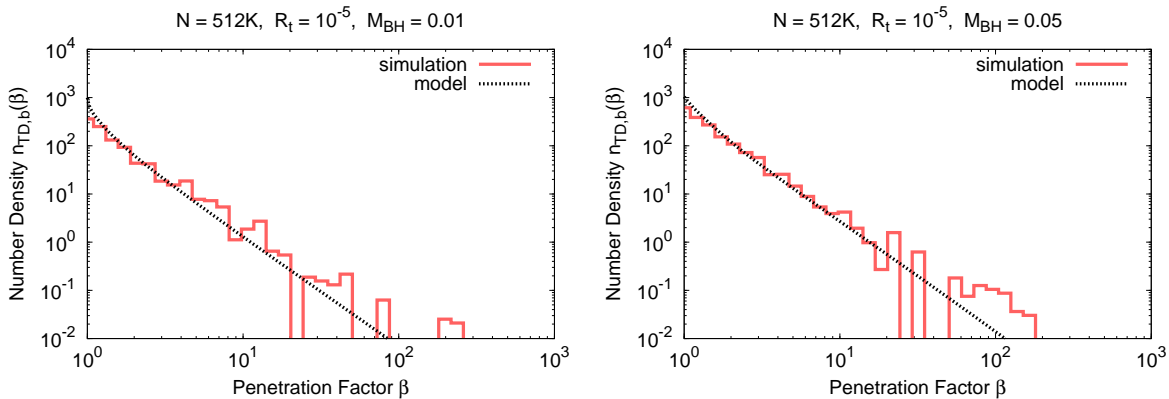 N = 512K, R_t = 10^-5, M_BH = 0.01
10^4
10^3
10^2
10^1
10^0
10^-1
10^-2
Number Density n_TD,b(β)
simulation
model
10^0 10^1 10^2 10^3
Penetration Factor β
N = 512K, R_t = 10^-5, M_BH = 0.05
10^4
10^3
10^2
10^1
10^0
10^-1
10^-2
Number Density n_TD,b(β)
simulation
model
10^0 10^1 10^2 10^3
Penetration Factor β